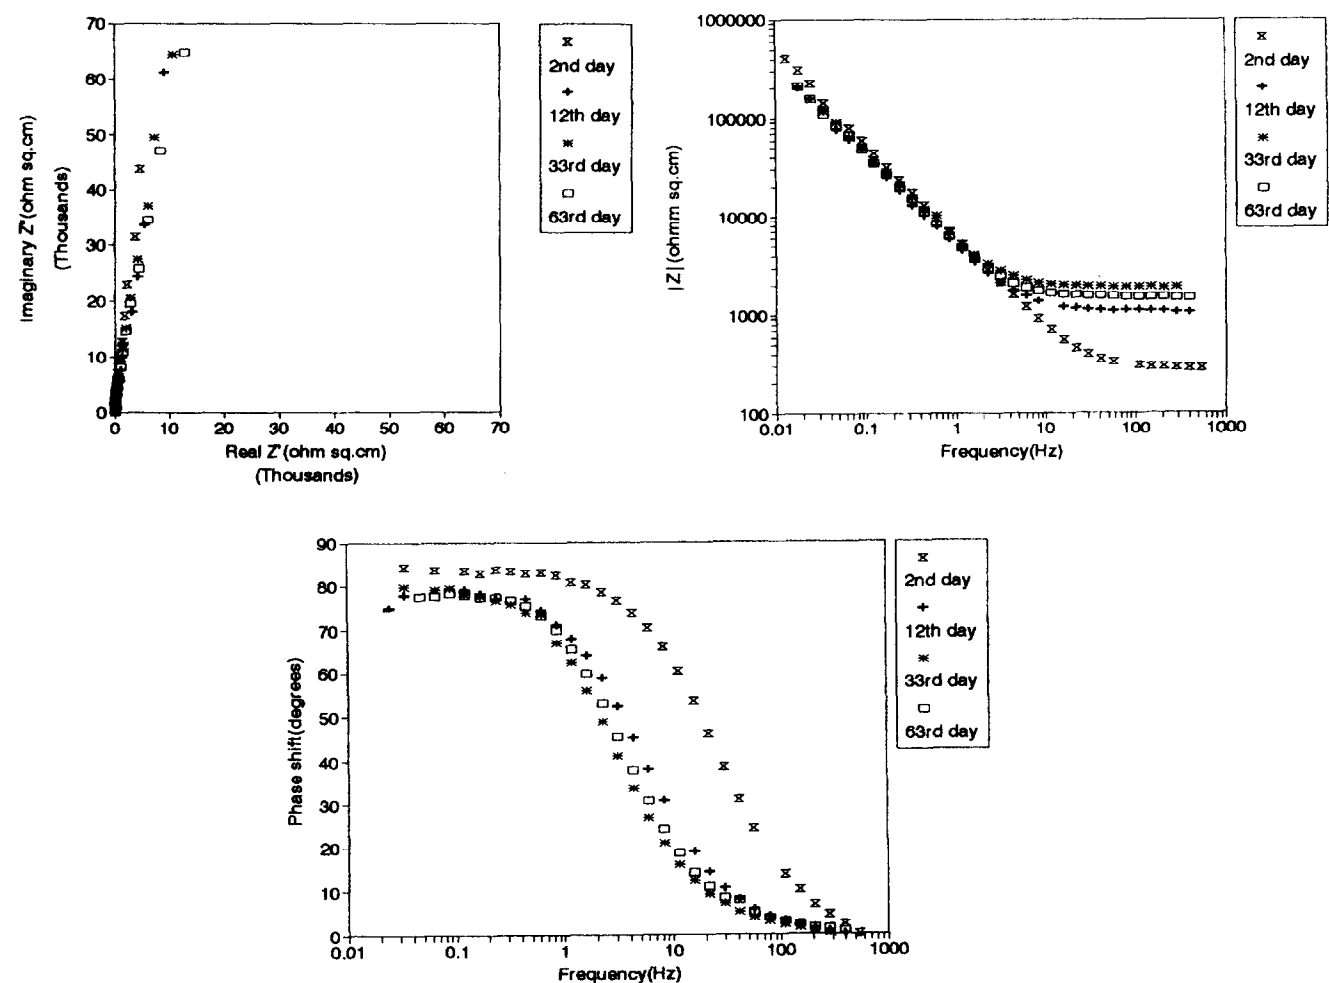 70
60
50
40
30
20
10
0
Imaginary Z"(ohm sq.cm)
(Thousands)
0 10 20 30 40 50 60 70
Real Z'(ohm sq.cm)
(Thousands)
2nd day
12th day
33rd day
63rd day
1000000
100000
10000
1000
100
|Z|(ohmm sq.cm)
0.01 0.1 1 10 100 1000
Frequency(Hz)
2nd day
12th day
33rd day
63rd day
90
80
70
60
50
40
30
20
10
0
Phase shift(degrees)
0.01 0.1 1 10 100 1000
Frequency(Hz)
2nd day
12th day
33rd day
63rd day